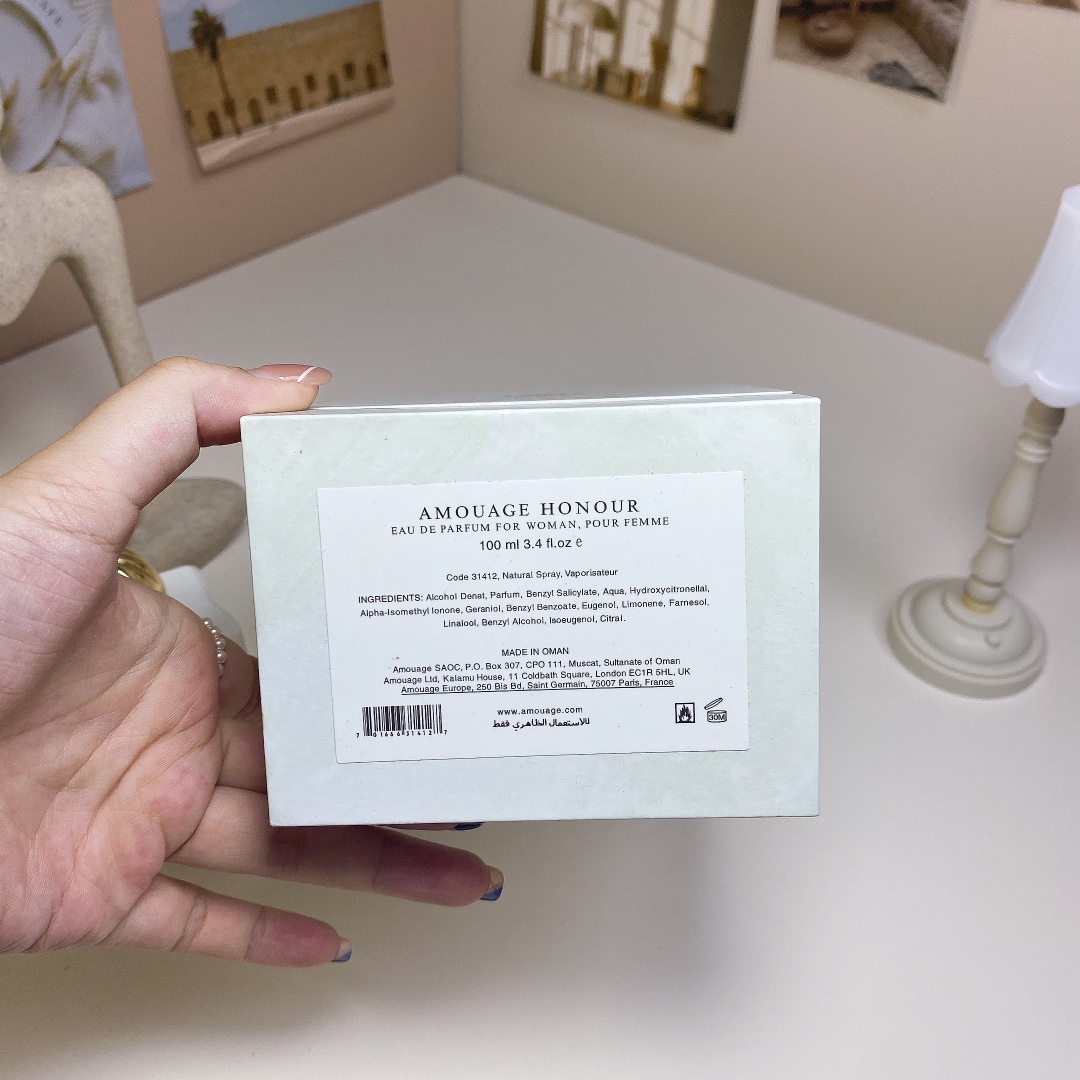 AMOUAGE HONOUR
EAU DE PARFUM FOR WOMAN, POUR FEMME
100 ml 3.4 fl.oz e
Code 31412, Natural Spray, Vaporisateur
INGREDIENTS: Alcohol Denat, Parfum, Benzyl Salicylate, Aqua, Hydroxycitronellal,
Alpha-Isomethyl Ionone, Geraniol, Benzyl Benzoate, Eugenol, Limonene, Farnesol,
Linalool, Benzyl Alcohol, Isoeugenol, Citral.
MADE IN OMAN
Amouage SAOC, P.O. Box 307, CPO 111, Muscat, Sultanate of Oman
Amouage Ltd, Kalamu House, 11 Coldbath Square, London EC1R 5HL, UK
Amouage Europe, 250 Bis Bd, Saint Germain, 75007 Paris, France
www.amouage.com
للاستعمال الظاهري فقط
7 01666 31412 7
30M